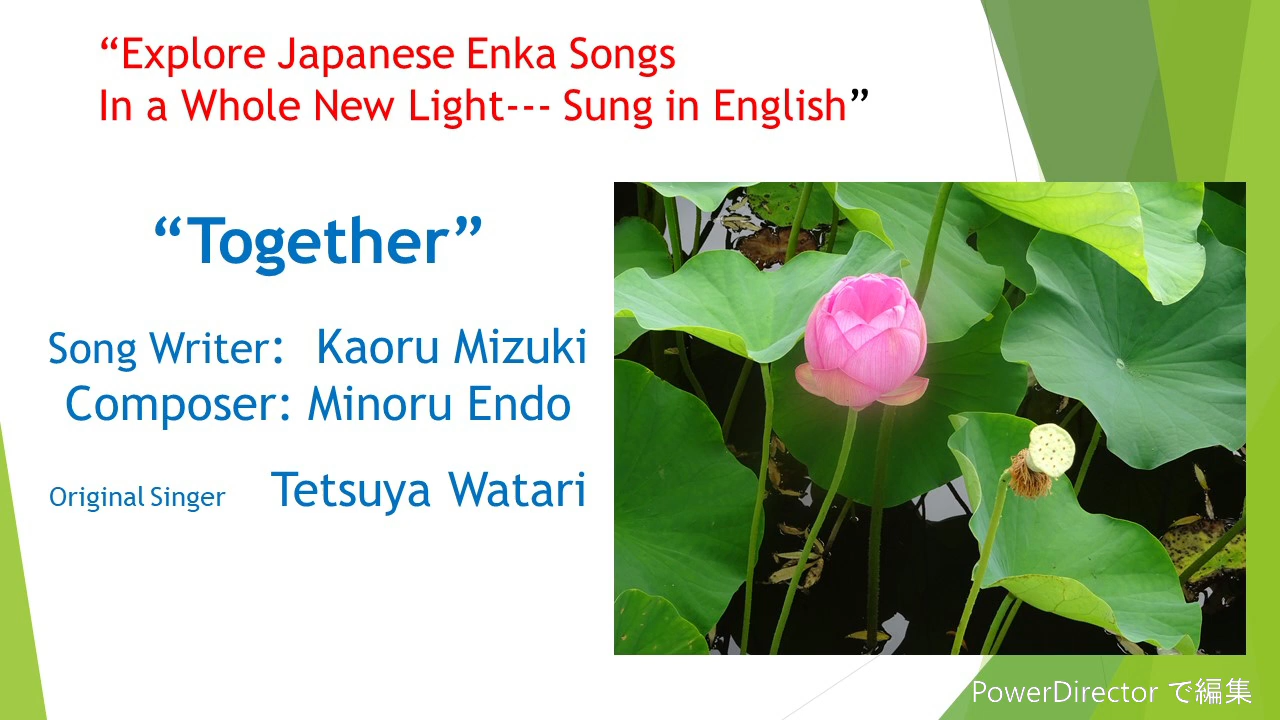 “Explore Japanese Enka Songs
In a Whole New Light--- Sung in English”
“Together”
Song Writer: Kaoru Mizuki
Composer: Minoru Endo
Original Singer Tetsuya Watari
PowerDirector で編集